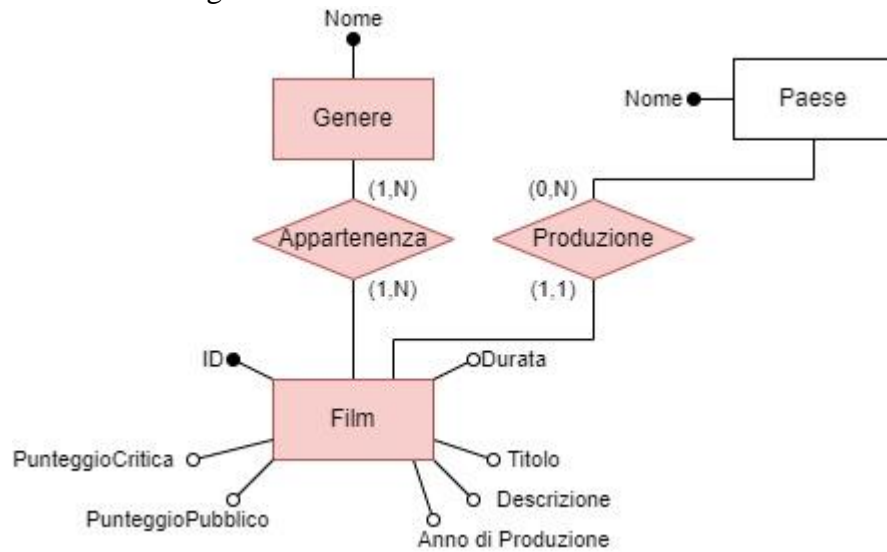 Nome
Genere
Nome
Paese
(1,N)
(0,N)
Appartenenza
Produzione
(1,N)
(1,1)
ID
Durata
Film
PunteggioCritica
Titolo
PunteggioPubblico
Descrizione
Anno di Produzione